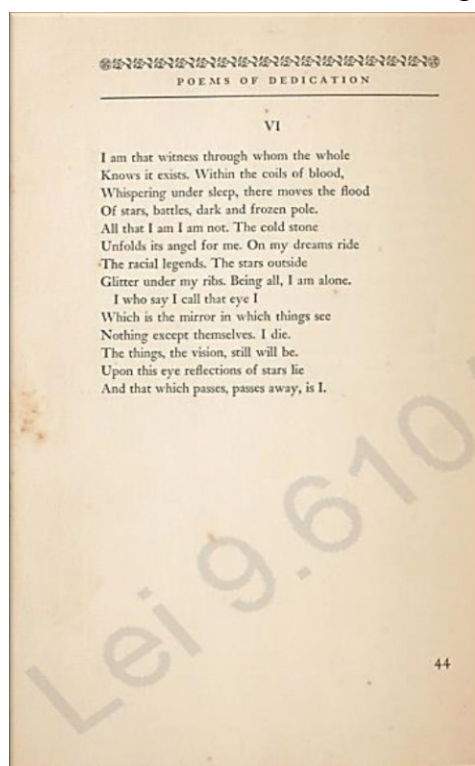 POEMS OF DEDICATION
VI
I am that witness through whom the whole
Knows it exists. Within the coils of blood,
Whispering under sleep, there moves the flood
Of stars, battles, dark and frozen pole.
All that I am I am not. The cold stone
Unfolds its angel for me. On my dreams ride
The racial legends. The stars outside
Glitter under my ribs. Being all, I am alone.
I who say I call that eye I
Which is the mirror in which things see
Nothing except themselves. I die.
The things, the vision, still will be.
Upon this eye reflections of stars lie
And that which passes, passes away, is I.
Lei 9.610
44